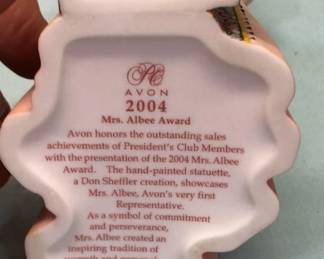 AVON
2004
Mrs. Albee Award
Avon honors the outstanding sales
achievements of President's Club Members
with the presentation of the 2004 Mrs. Albee
Award. The hand-painted statuette,
a Don Sheffler creation, showcases
Mrs. Albee, Avon's very first
Representative.
As a symbol of commitment
and perseverance,
Mrs. Albee created an
inspiring tradition of